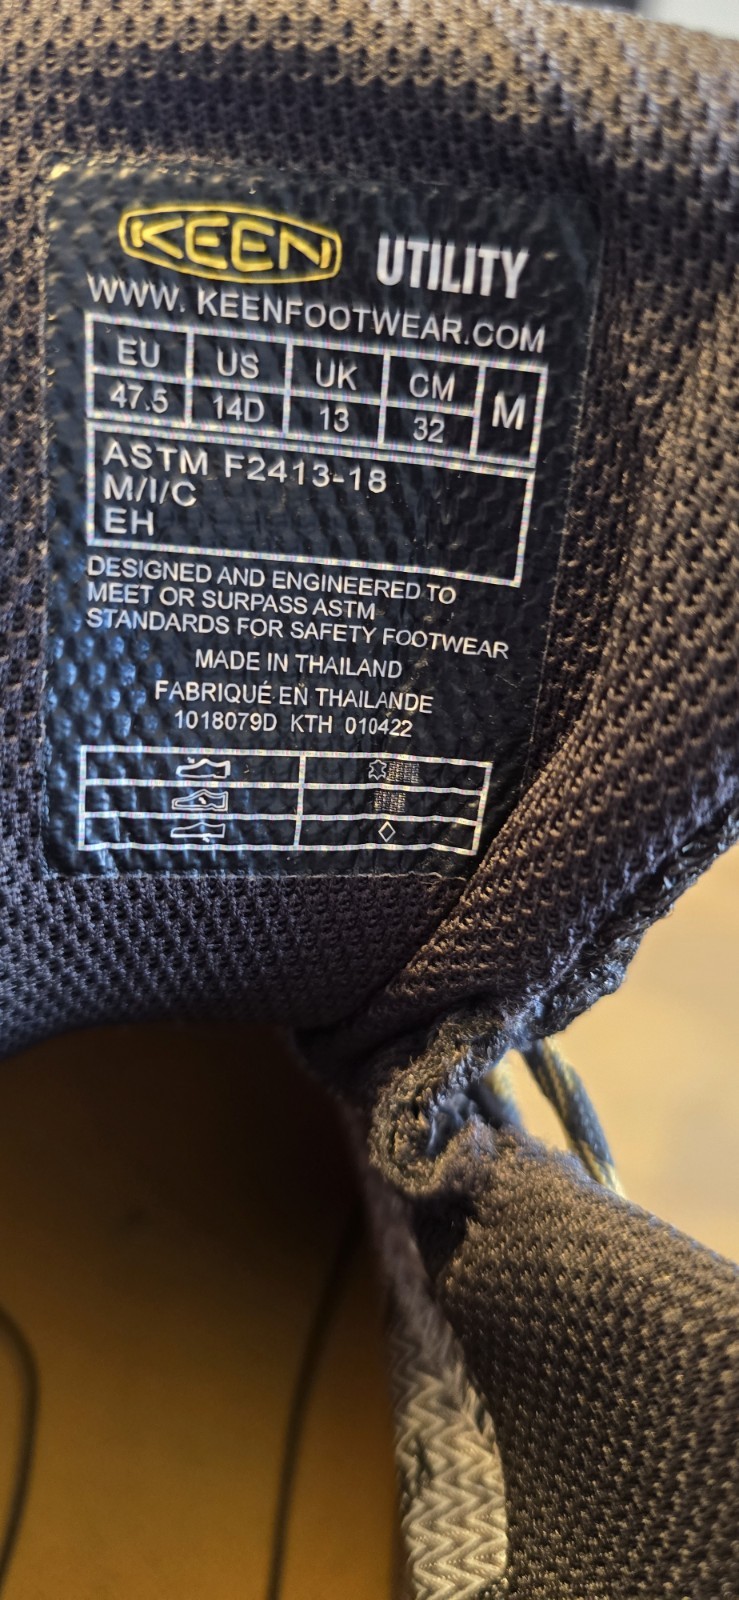 KEEN UTILITY
WWW. KEENFOOTWEAR.COM
EU US UK CM M
47.5 14D 13 32
ASTM F2413-18
M/I/C
EH
DESIGNED AND ENGINEERED TO
MEET OR SURPASS ASTM
STANDARDS FOR SAFETY FOOTWEAR
MADE IN THAILAND
FABRIQUÉ EN THAILANDE
1018079D KTH 010422